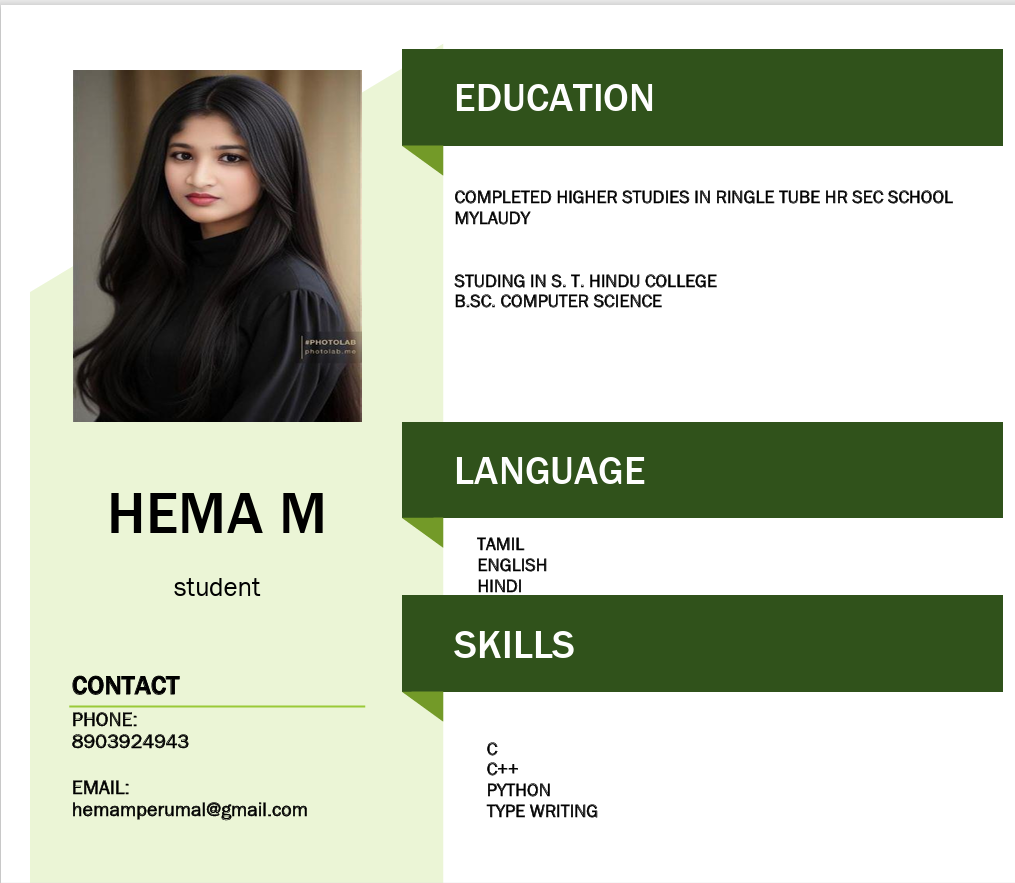 #PHOTOLAB
photolab.me
HEMA M
student
CONTACT
PHONE:
8903924943
EMAIL:
hemamperumal@gmail.com
EDUCATION
COMPLETED HIGHER STUDIES IN RINGLE TUBE HR SEC SCHOOL
MYLAUDY
STUDING IN S. T. HINDU COLLEGE
B.SC. COMPUTER SCIENCE
LANGUAGE
TAMIL
ENGLISH
HINDI
SKILLS
C
C++
PYTHON
TYPE WRITING